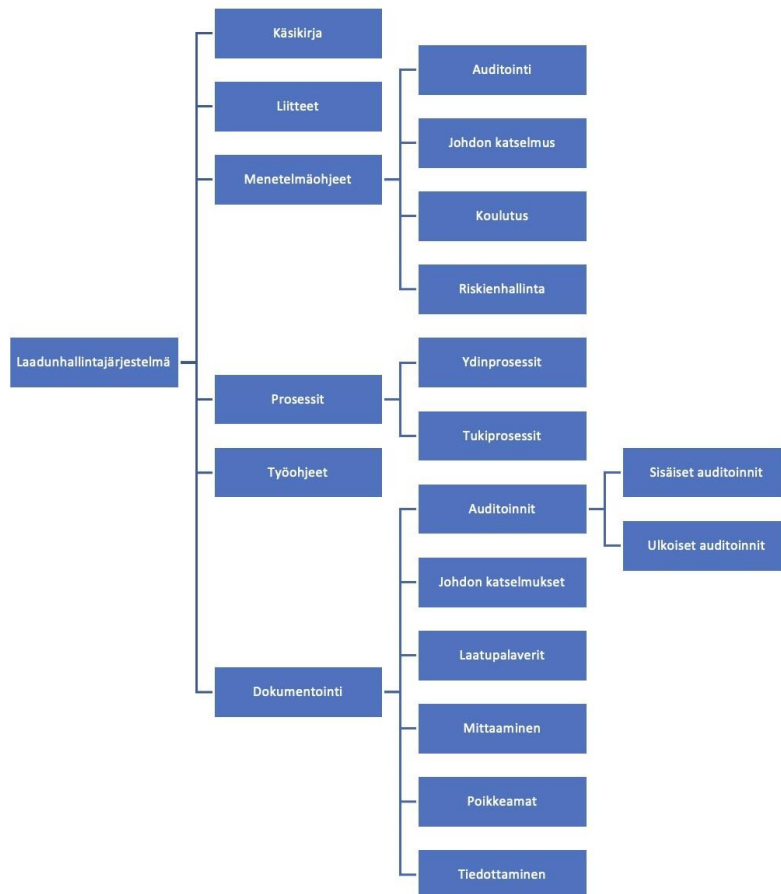 Käsikirja
Liitteet
Menetelmäohjeet
Auditointi
Johdon katselmus
Koulutus
Riskienhallinta
Laadunhallintajärjestelmä
Prosessit
Ydinprosessit
Tukiprosessit
Työohjeet
Dokumentointi
Auditoinnit
Sisäiset auditoinnit
Ulkoiset auditoinnit
Johdon katselmukset
Laatupalaverit
Mittaaminen
Poikkeamat
Tiedottaminen